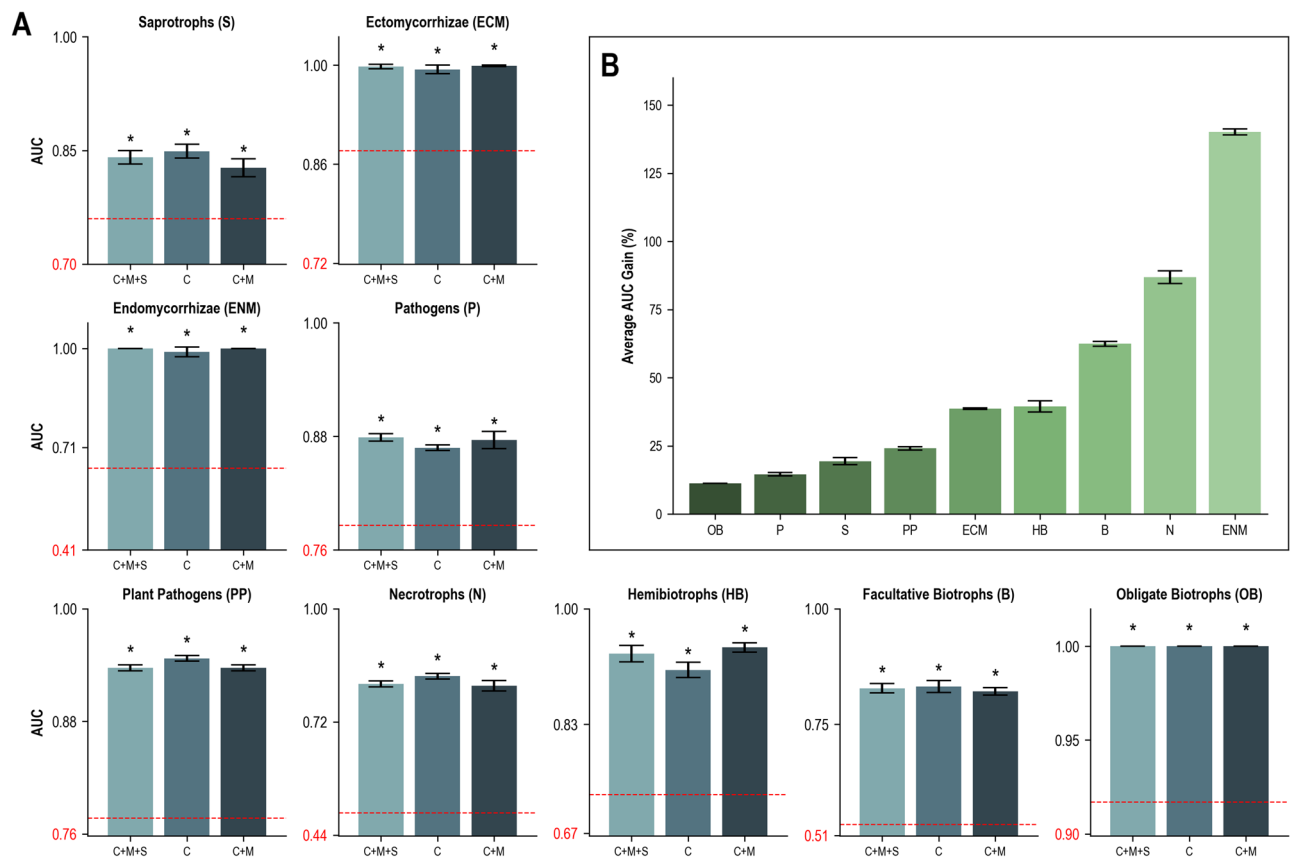 A
Saprotrophs (S)
AUC
1.00
0.85
0.70
*
*
*
C+M+S
C
C+M
Ectomycorrhizae (ECM)
1.00
0.86
0.72
*
*
*
C+M+S
C
C+M
Endomycorrhizae (ENM)
AUC
1.00
0.71
0.41
*
*
*
C+M+S
C
C+M
Pathogens (P)
1.00
0.88
0.76
*
*
*
C+M+S
C
C+M
B
Average AUC Gain (%)
150
125
100
75
50
25
0
OB
P
S
PP
ECM
HB
B
N
ENM
Plant Pathogens (PP)
AUC
1.00
0.88
0.76
*
*
*
C+M+S
C
C+M
Necrotrophs (N)
1.00
0.72
0.44
*
*
*
C+M+S
C
C+M
Hemibiotrophs (HB)
1.00
0.83
0.67
*
*
*
C+M+S
C
C+M
Facultative Biotrophs (B)
1.00
0.75
0.51
*
*
*
C+M+S
C
C+M
Obligate Biotrophs (OB)
1.00
0.95
0.90
*
*
*
C+M+S
C
C+M